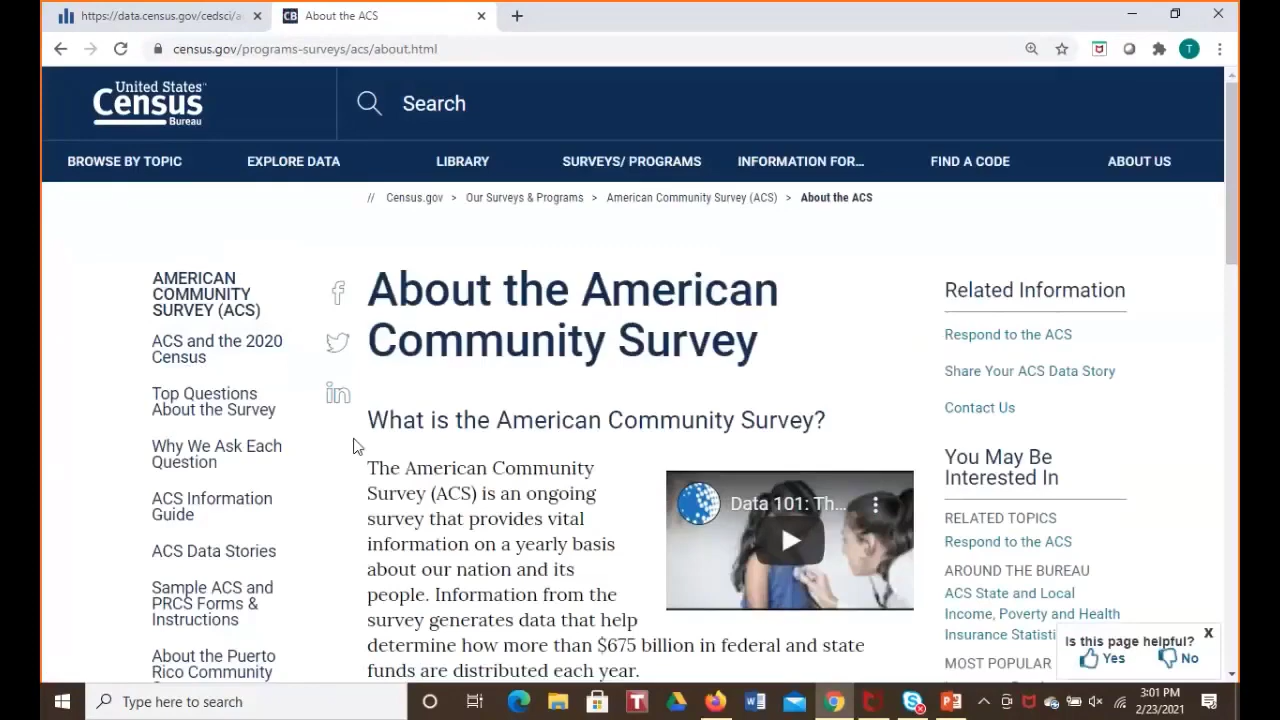 https://data.census.gov/cedsci/a
CB About the ACS
census.gov/programs-surveys/acs/about.html
T
United States™
Census
Bureau
Search
BROWSE BY TOPIC
EXPLORE DATA
LIBRARY
SURVEYS/ PROGRAMS
INFORMATION FOR...
FIND A CODE
ABOUT US
// Census.gov > Our Surveys & Programs > American Community Survey (ACS) > About the ACS
AMERICAN
COMMUNITY
SURVEY (ACS)
ACS and the 2020
Census
Top Questions
About the Survey
Why We Ask Each
Question
ACS Information
Guide
ACS Data Stories
Sample ACS and
PRCS Forms &
Instructions
About the Puerto
Rico Community
About the American
Community Survey
What is the American Community Survey?
The American Community
Survey (ACS) is an ongoing
survey that provides vital
information on a yearly basis
about our nation and its
people. Information from the
survey generates data that help
determine how more than $675 billion in federal and state
funds are distributed each year.
Data 101: Th...
Related Information
Respond to the ACS
Share Your ACS Data Story
Contact Us
You May Be
Interested In
RELATED TOPICS
Respond to the ACS
AROUND THE BUREAU
ACS State and Local
Income, Poverty and Health
Insurance Statisti
MOST POPULAR
Is this page helpful? X
Yes No
Type here to search
3:01 PM
2/23/2021